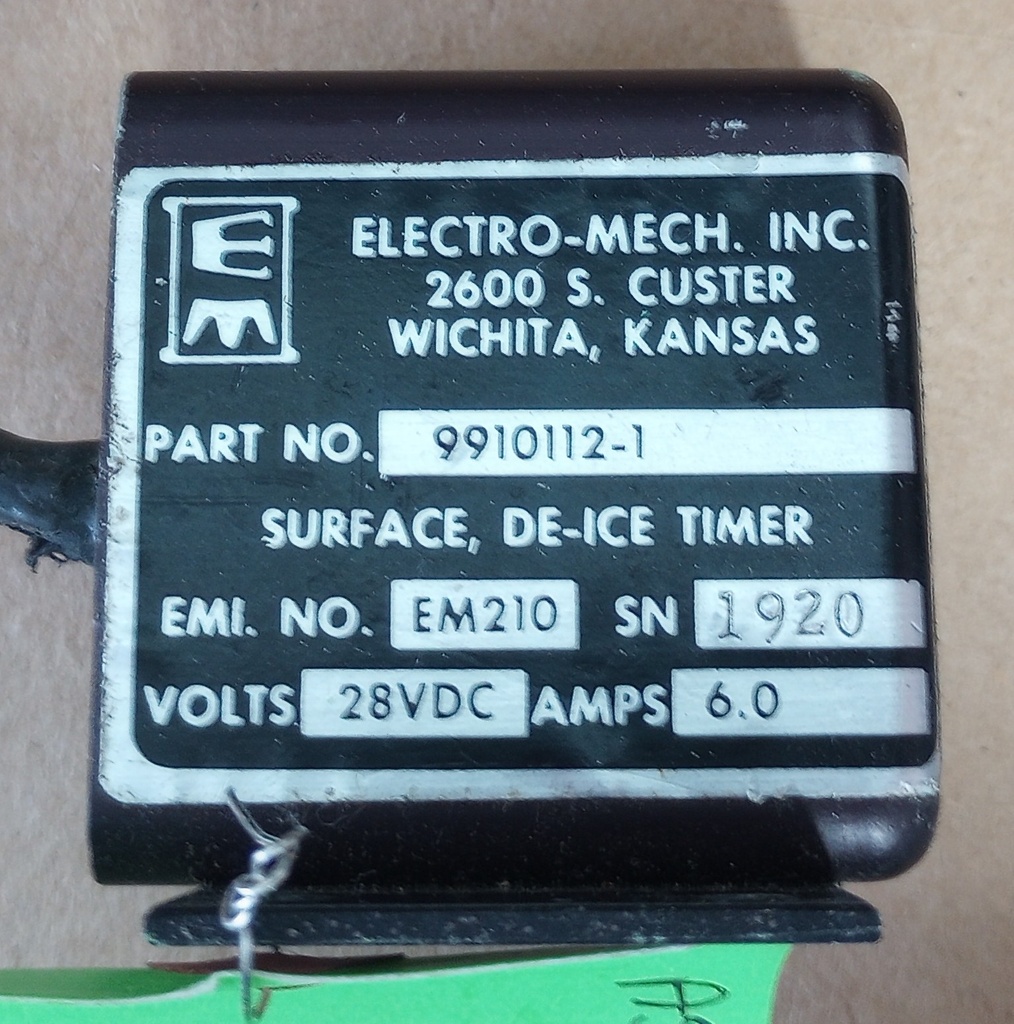 ELECTRO-MECH. INC.
2600 S. CUSTER
WICHITA, KANSAS
PART NO. 9910112-1
SURFACE, DE-ICE TIMER
EMI. NO. EM210 SN 1920
VOLTS 28VDC AMPS 6.0